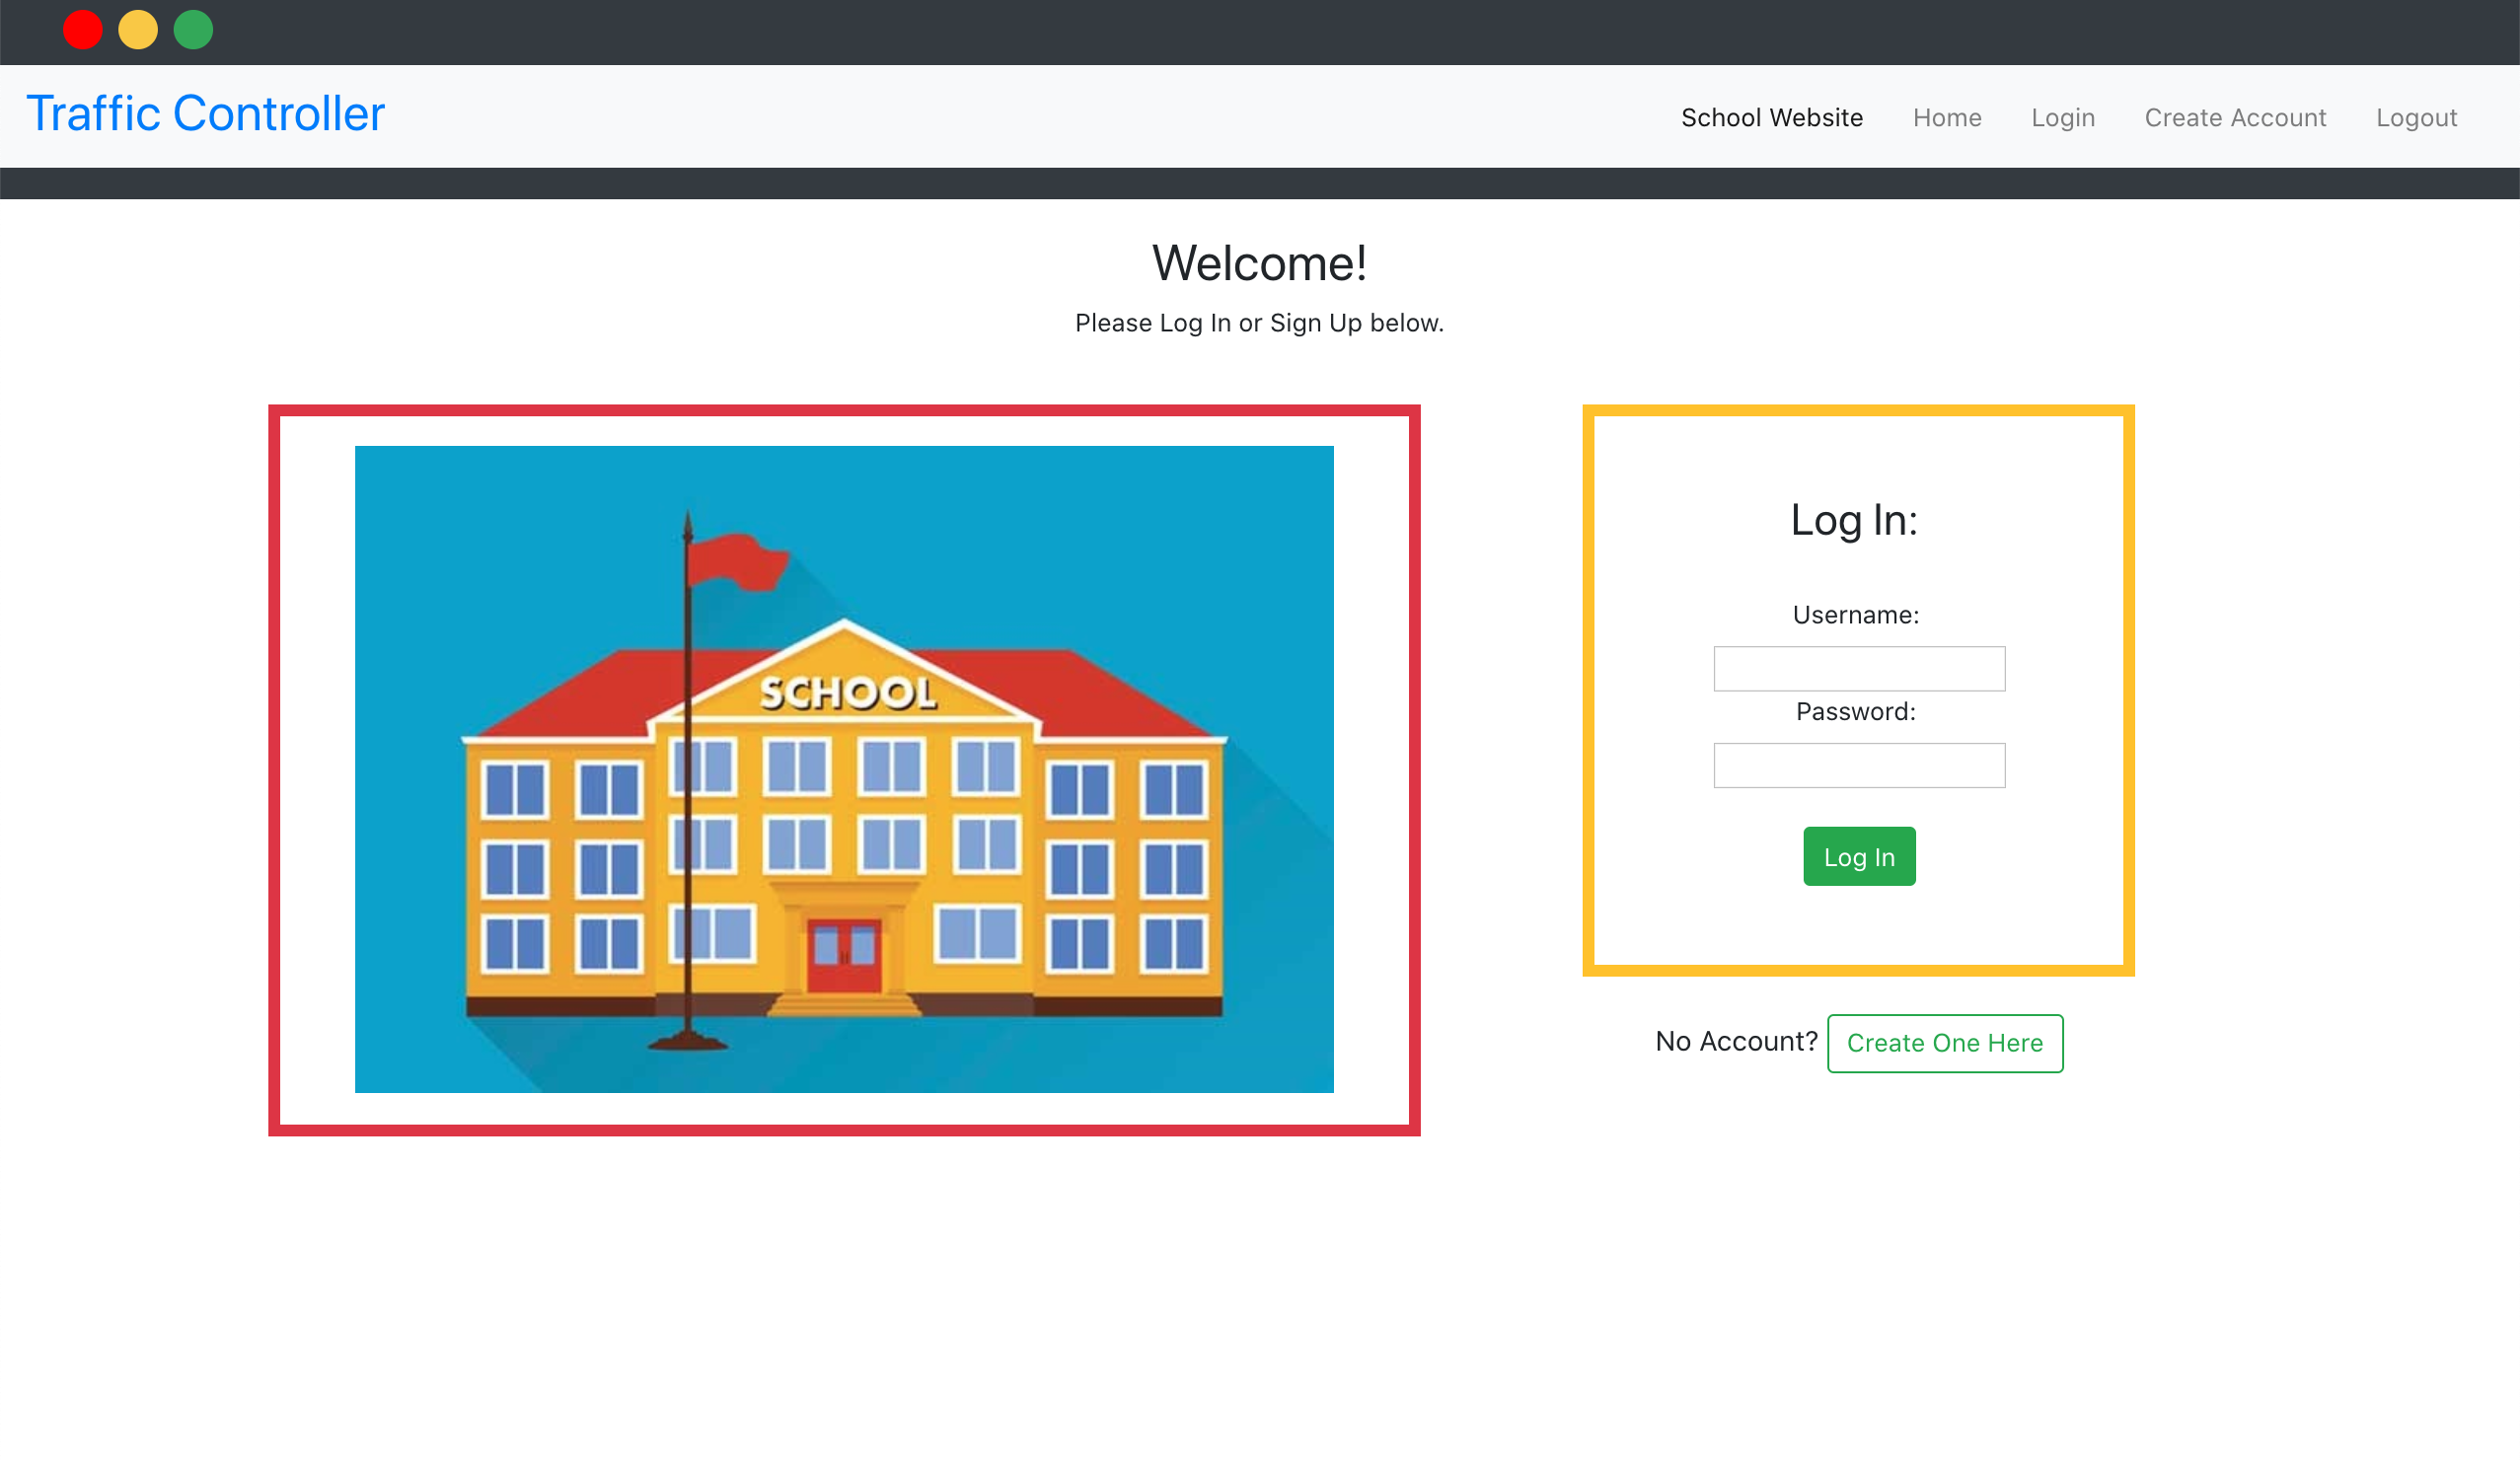 Traffic Controller
School Website Home Login Create Account Logout
Welcome!
Please Log In or Sign Up below.
SCHOOL
Log In:
Username:
Password:
Log In
No Account? Create One Here